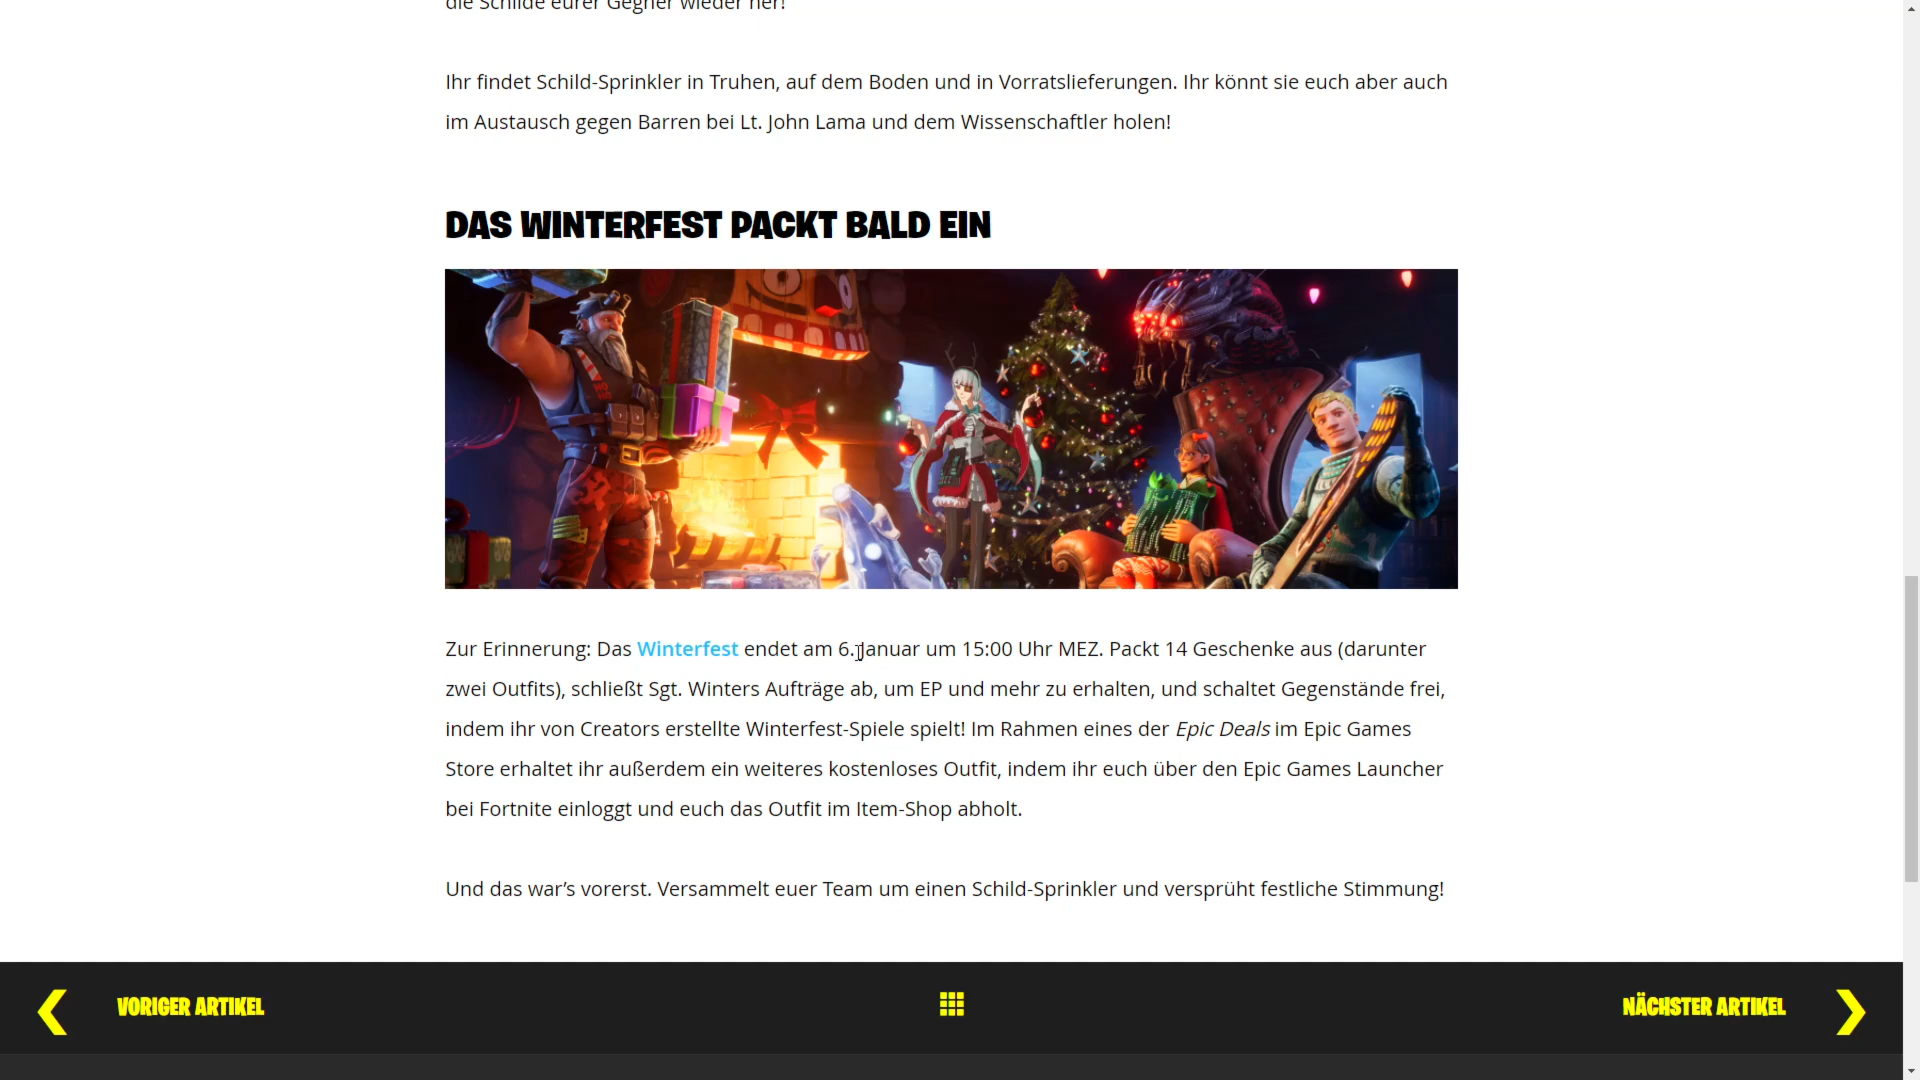 die Schilde eurer Gegner wieder her!
Ihr findet Schild-Sprinkler in Truhen, auf dem Boden und in Vorratslieferungen. Ihr könnt sie euch aber auch
im Austausch gegen Barren bei Lt. John Lama und dem Wissenschaftler holen!
DAS WINTERFEST PACKT BALD EIN
Zur Erinnerung: Das Winterfest endet am 6. Januar um 15:00 Uhr MEZ. Packt 14 Geschenke aus (darunter
zwei Outfits), schließt Sgt. Winters Aufträge ab, um EP und mehr zu erhalten, und schaltet Gegenstände frei,
indem ihr von Creators erstellte Winterfest-Spiele spielt! Im Rahmen eines der Epic Deals im Epic Games
Store erhaltet ihr außerdem ein weiteres kostenloses Outfit, indem ihr euch über den Epic Games Launcher
bei Fortnite einloggt und euch das Outfit im Item-Shop abholt.
Und das war’s vorerst. Versammelt euer Team um einen Schild-Sprinkler und versprüht festliche Stimmung!
VORIGER ARTIKEL
NÄCHSTER ARTIKEL